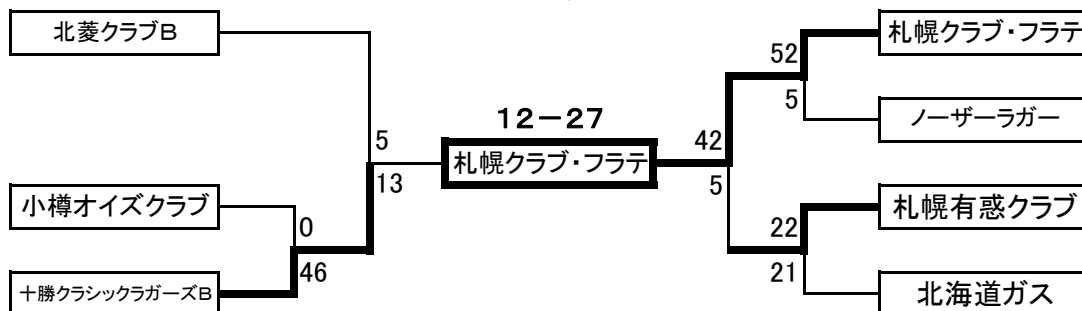 北菱クラブB
札幌クラブ・フラテ
52
5
ノーザーラガー
12－27
5
札幌クラブ・フラテ
42
13
5
小樽オイズクラブ
札幌有惑クラブ
0
22
46
21
十勝クラシックラガーズB
北海道ガス